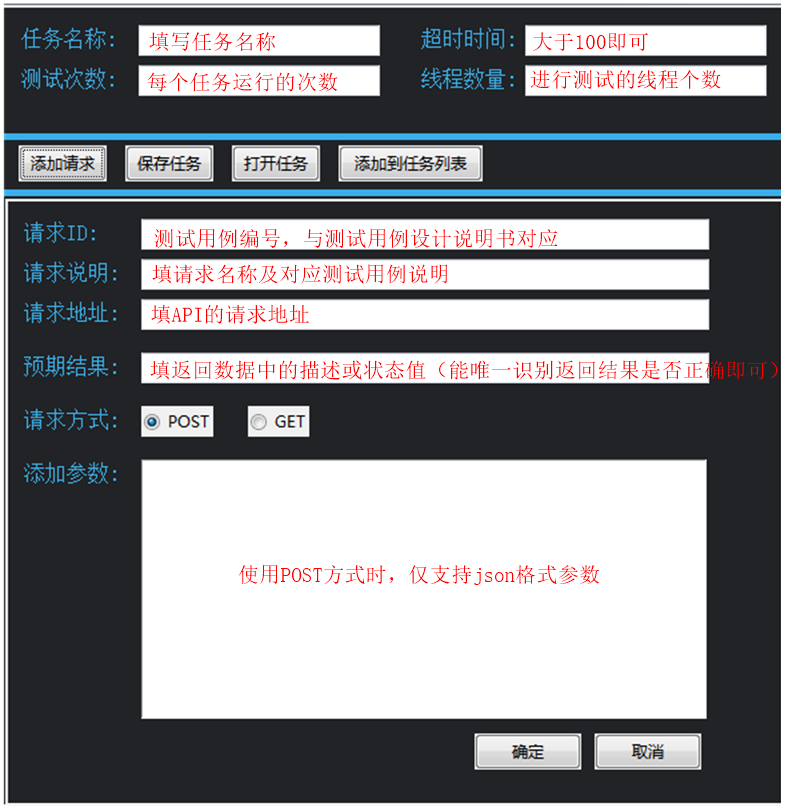 任务名称: 填写任务名称 超时时间: 大于100即可
测试次数: 每个任务运行的次数 线程数量: 进行测试的线程个数
添加请求 保存任务 打开任务 添加到任务列表
请求ID: 测试用例编号，与测试用例设计说明书对应
请求说明: 填请求名称及对应测试用例说明
请求地址: 填API的请求地址
预期结果: 填返回数据中的描述或状态值（能唯一识别返回结果是否正确即可）
请求方式: POST GET
添加参数:
使用POST方式时，仅支持json格式参数
确定 取消